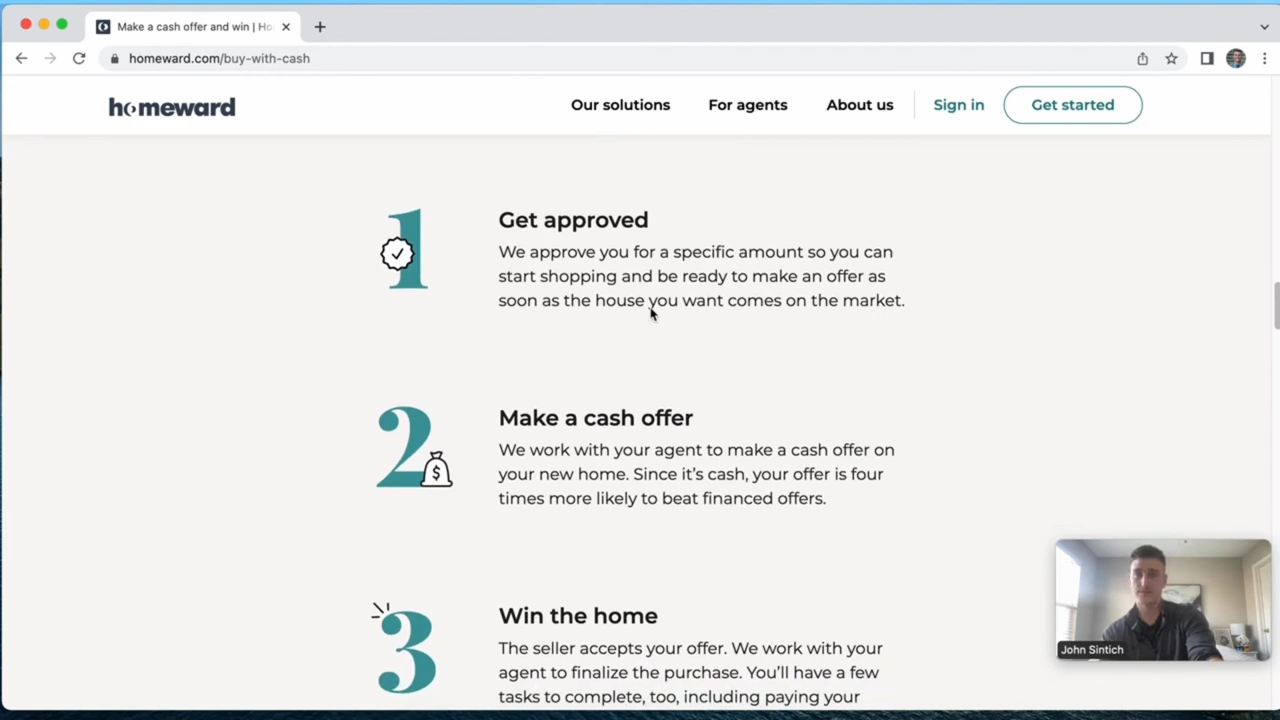 Make a cash offer and win | Ho
homeward.com/buy-with-cash
homeward
Our solutions
For agents
About us
Sign in
Get started
1
Get approved
We approve you for a specific amount so you can
start shopping and be ready to make an offer as
soon as the house you want comes on the market.
2
$
Make a cash offer
We work with your agent to make a cash offer on
your new home. Since it’s cash, your offer is four
times more likely to beat financed offers.
3
Win the home
The seller accepts your offer. We work with your
agent to finalize the purchase. You’ll have a few
tasks to complete, too, including paying your
John Sintich